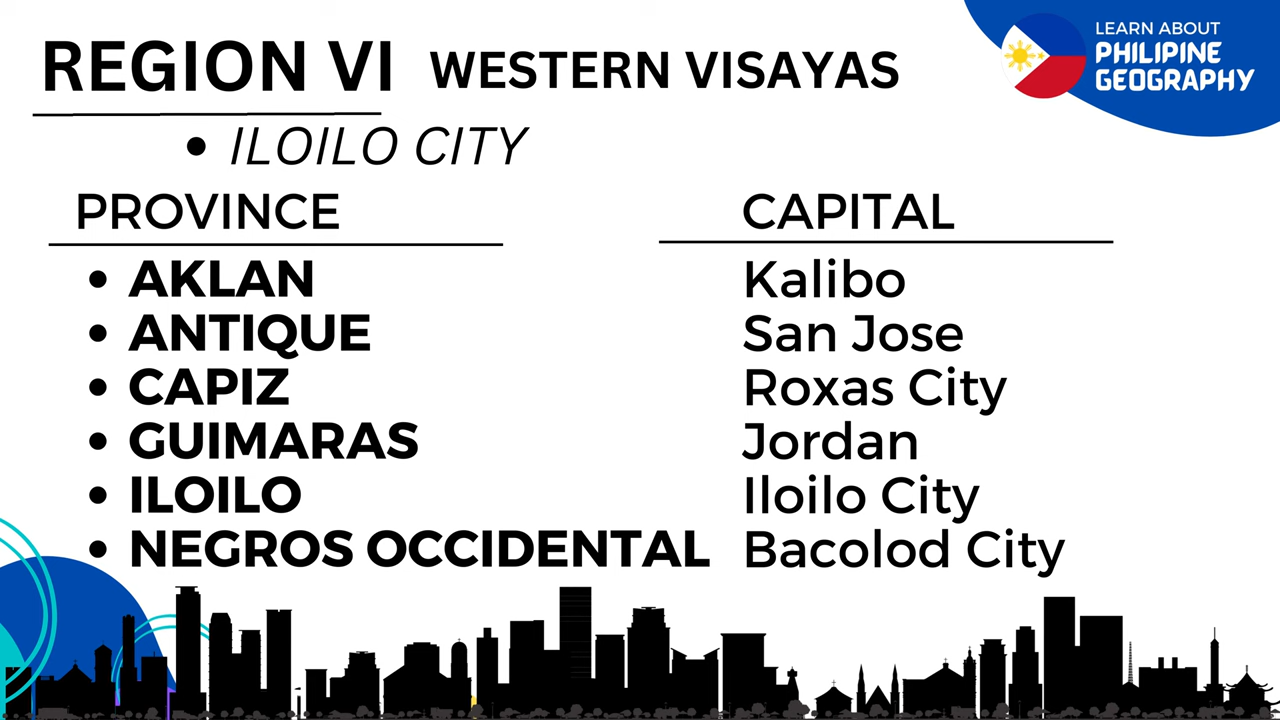 REGION VI WESTERN VISAYAS
LEARN ABOUT
PHILIPINE
GEOGRAPHY
• ILOILO CITY
PROVINCE CAPITAL
• AKLAN Kalibo
• ANTIQUE San Jose
• CAPIZ Roxas City
• GUIMARAS Jordan
• ILOILO Iloilo City
• NEGROS OCCIDENTAL Bacolod City